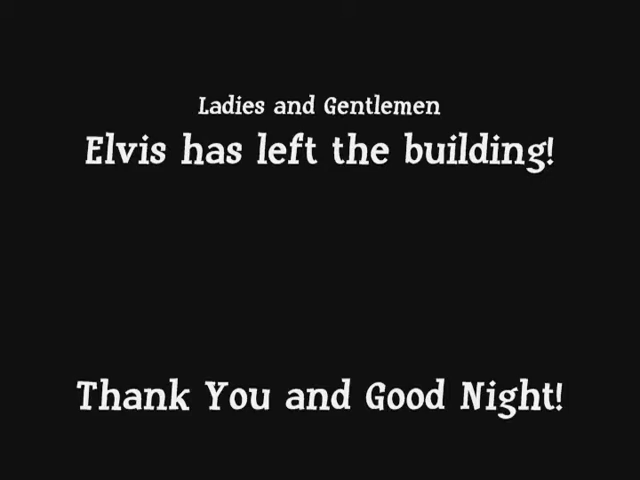 Ladies and Gentlemen
Elvis has left the building!
Thank You and Good Night!